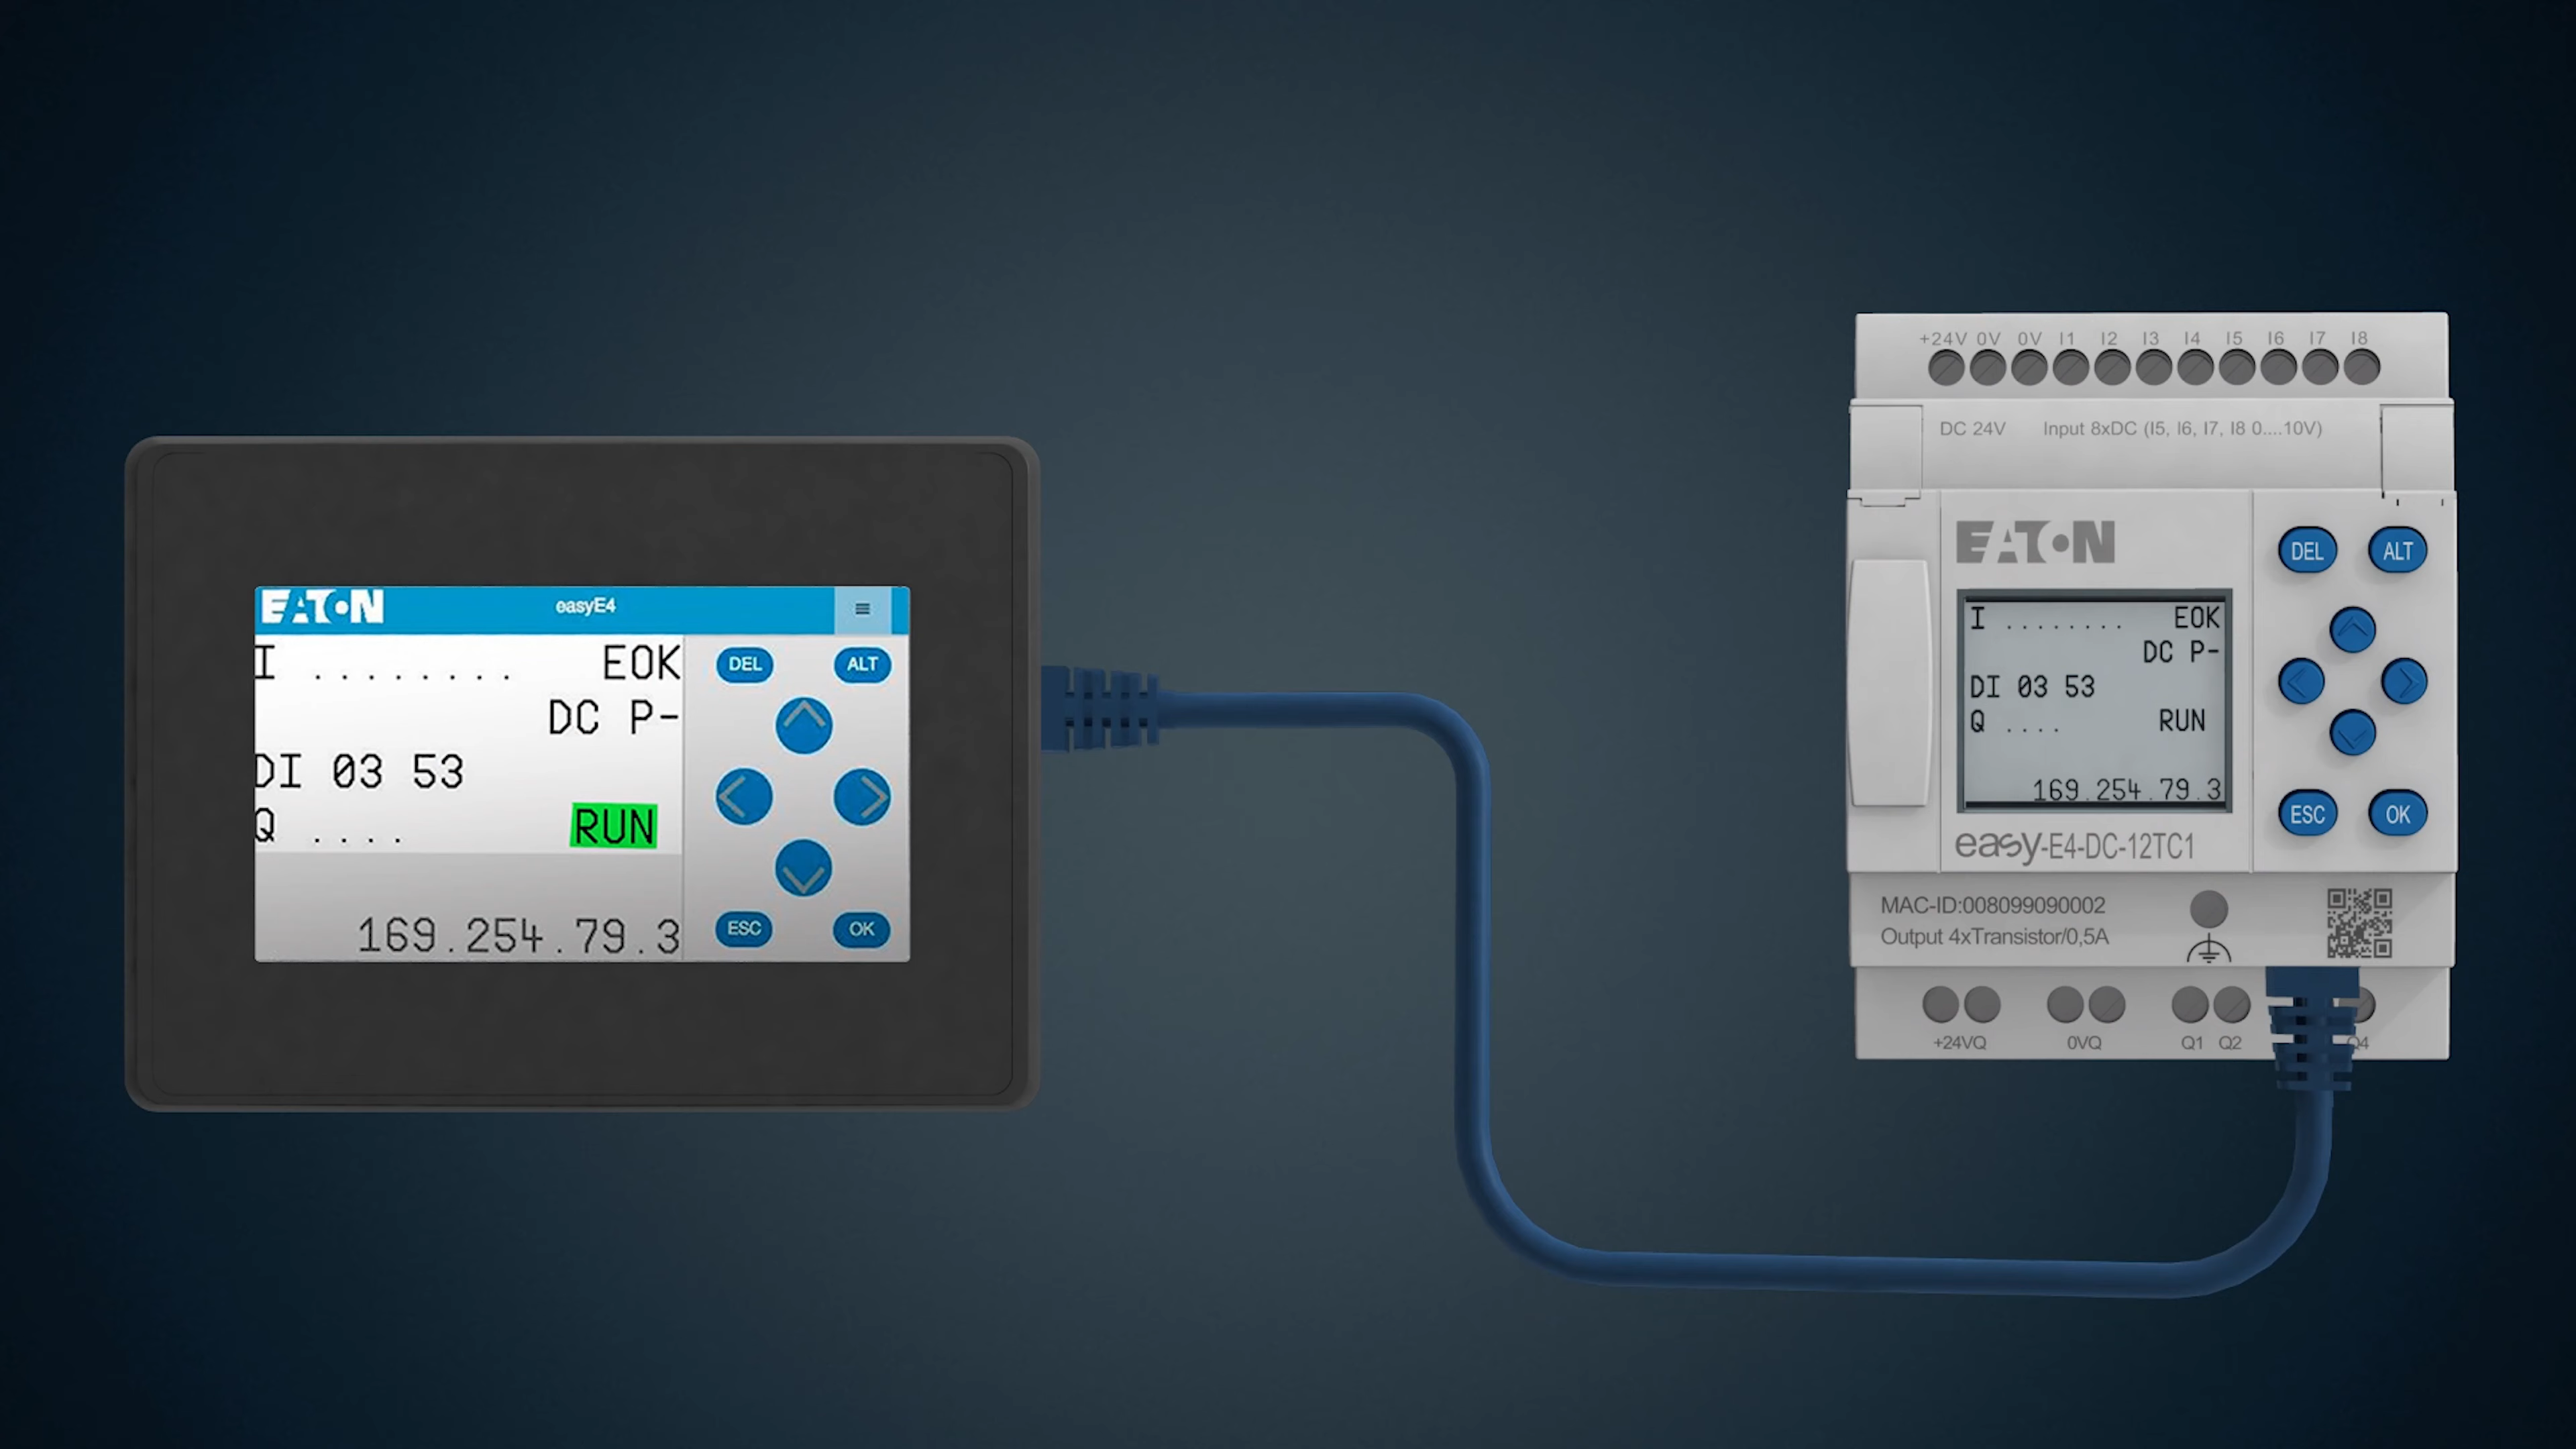 EATON easyE4
I ........ EOK
DC P-
DI 03 53
Q .... RUN
169.254.79.3
DEL ALT
ESC OK
+24V 0V 0V I1 I2 I3 I4 I5 I6 I7 I8
DC 24V Input 8xDC (I5, I6, I7, I8 0....10V)
EATON
I ........ EOK
DC P-
DI 03 53
Q .... RUN
169.254.79.3
DEL ALT
ESC OK
easy-E4-DC-12TC1
MAC-ID:008099090002
Output 4xTransistor/0,5A
+24VQ 0VQ Q1 Q2 Q4